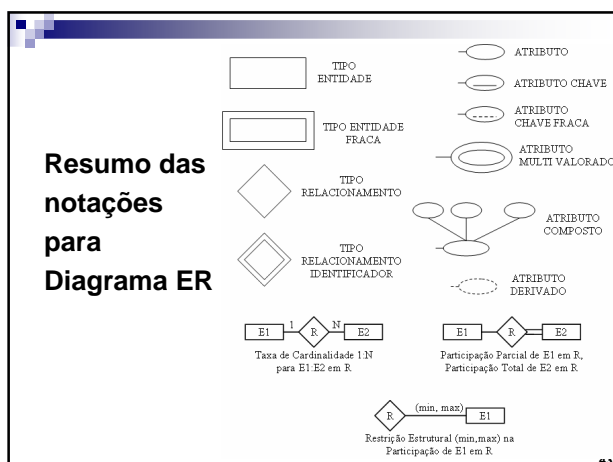 Resumo das
notações
para
Diagrama ER
TIPO
ENTIDADE
TIPO ENTIDADE
FRACA
TIPO
RELACIONAMENTO
TIPO
RELACIONAMENTO
IDENTIFICADOR
ATRIBUTO
ATRIBUTO CHAVE
ATRIBUTO
CHAVE FRACA
ATRIBUTO
MULTI VALORADO
ATRIBUTO
COMPOSTO
ATRIBUTO
DERIVADO
E1 1 R N E2
Taxa de Cardinalidade 1:N
para E1:E2 em R
E1 R E2
Participação Parcial de E1 em R,
Participação Total de E2 em R
R (min, max) E1
Restrição Estrutural (min,max) na
Participação de E1 em R